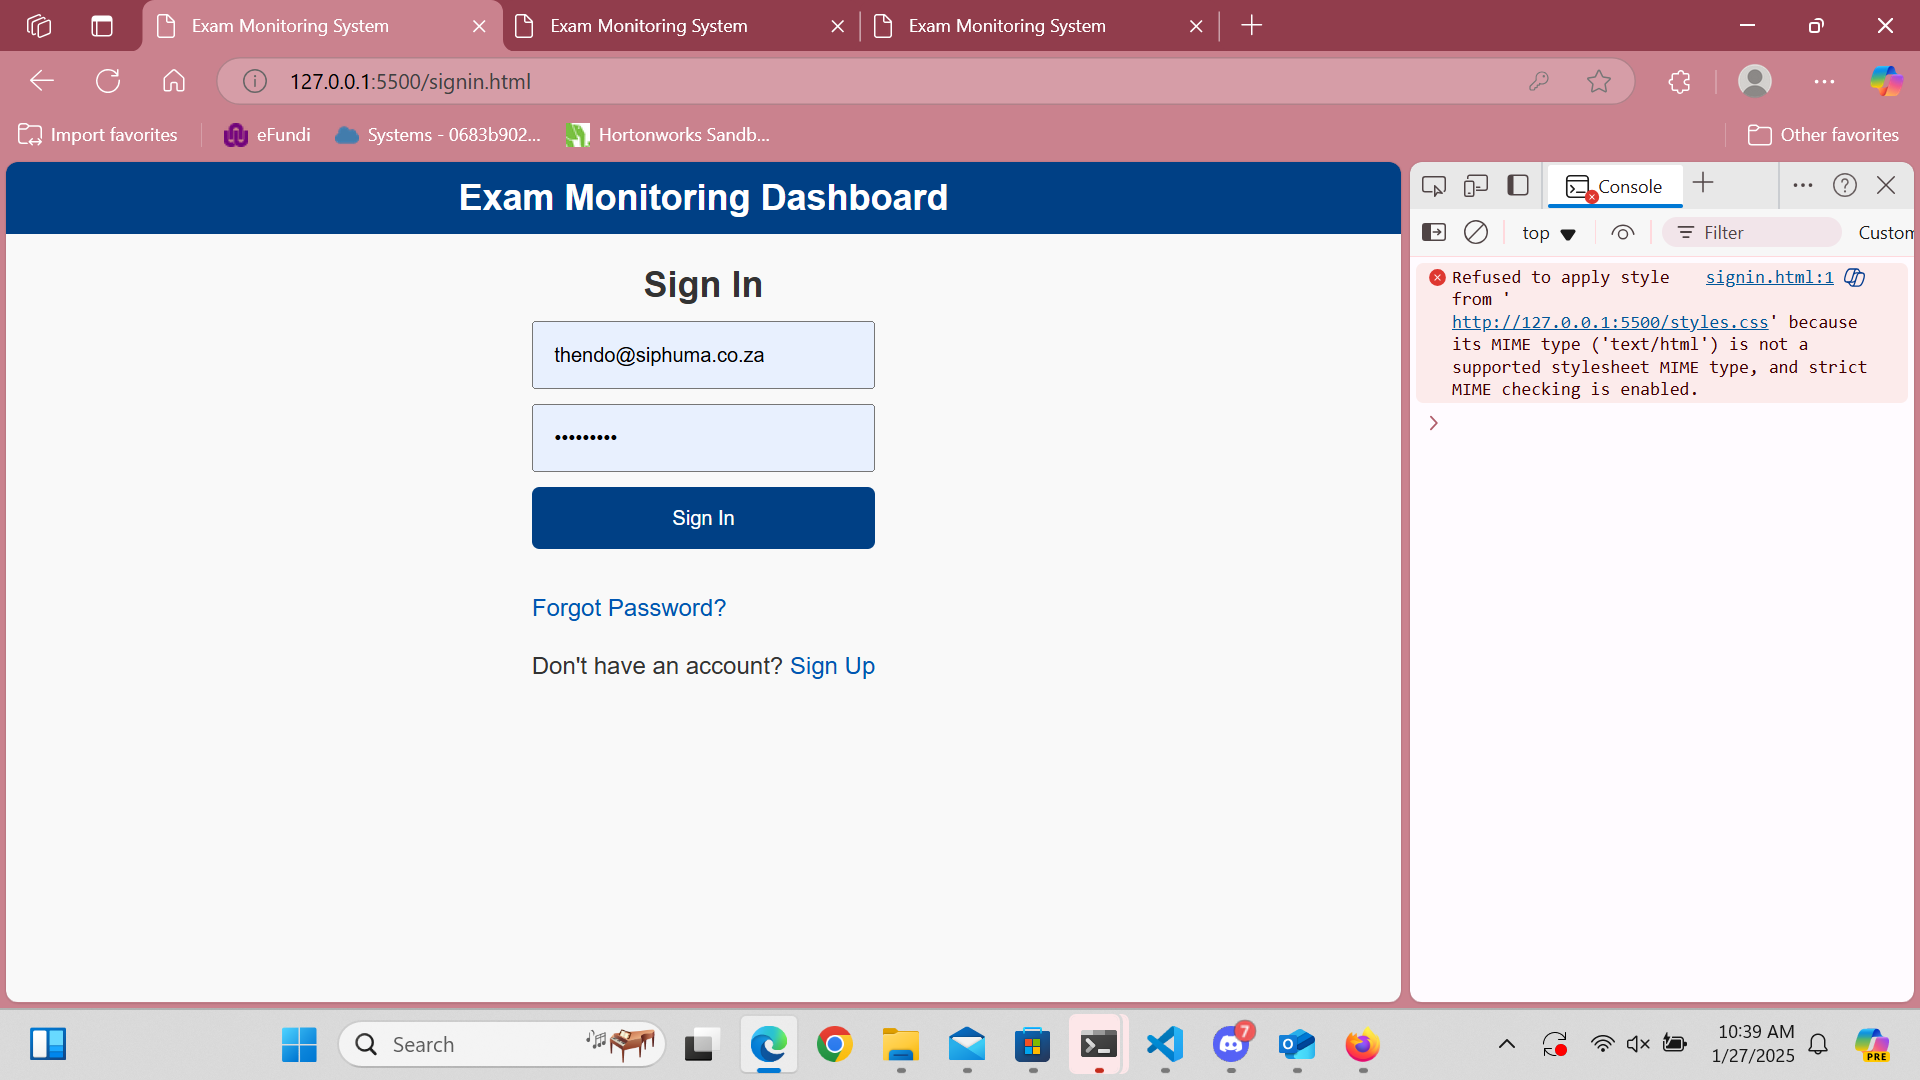 Exam Monitoring System
Exam Monitoring System
Exam Monitoring System
127.0.0.1:5500/signin.html
Import favorites
eFundi
Systems - 0683b902...
Hortonworks Sandb...
Other favorites
Exam Monitoring Dashboard
Sign In
thendo@siphuma.co.za
Sign In
Forgot Password?
Don't have an account? Sign Up
Console
top
Filter
Custom
Refused to apply style signin.html:1
from '
http://127.0.0.1:5500/styles.css' because
its MIME type ('text/html') is not a
supported stylesheet MIME type, and strict
MIME checking is enabled.
Search
7
10:39 AM
1/27/2025
PRE